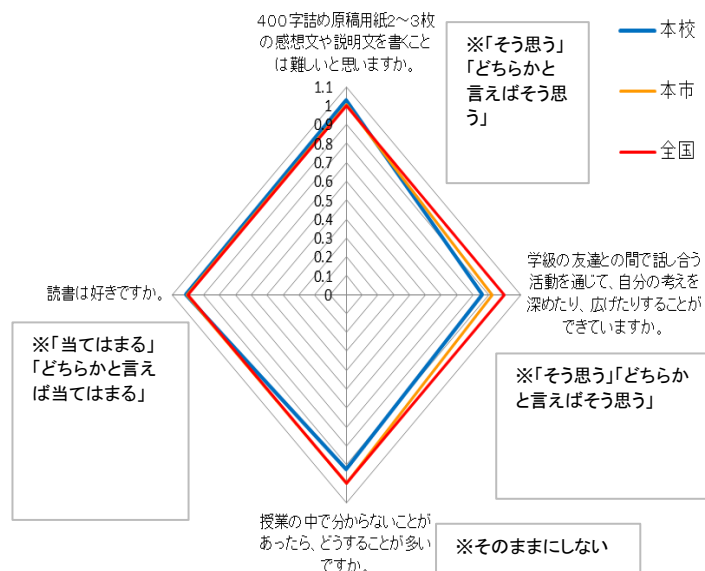 400字詰め原稿用紙2～3枚
の感想文や説明文を書くこと
は難しいと思いますか。
※「そう思う」
「どちらかと
言えばそう思
う」
本校
本市
全国
1.1
1
0.9
0.8
0.7
0.6
0.5
0.4
0.3
0.2
0.1
0
学級の友達との間で話し合う
活動を通じて、自分の考えを
深めたり、広げたりすることが
できていますか。
※「そう思う」「どちらか
と言えばそう思う」
読書は好きですか。
※「当てはまる」
「どちらかと言え
ば当てはまる」
授業の中で分からないことが
あったら、どうすることが多い
ですか。
※そのままにしない